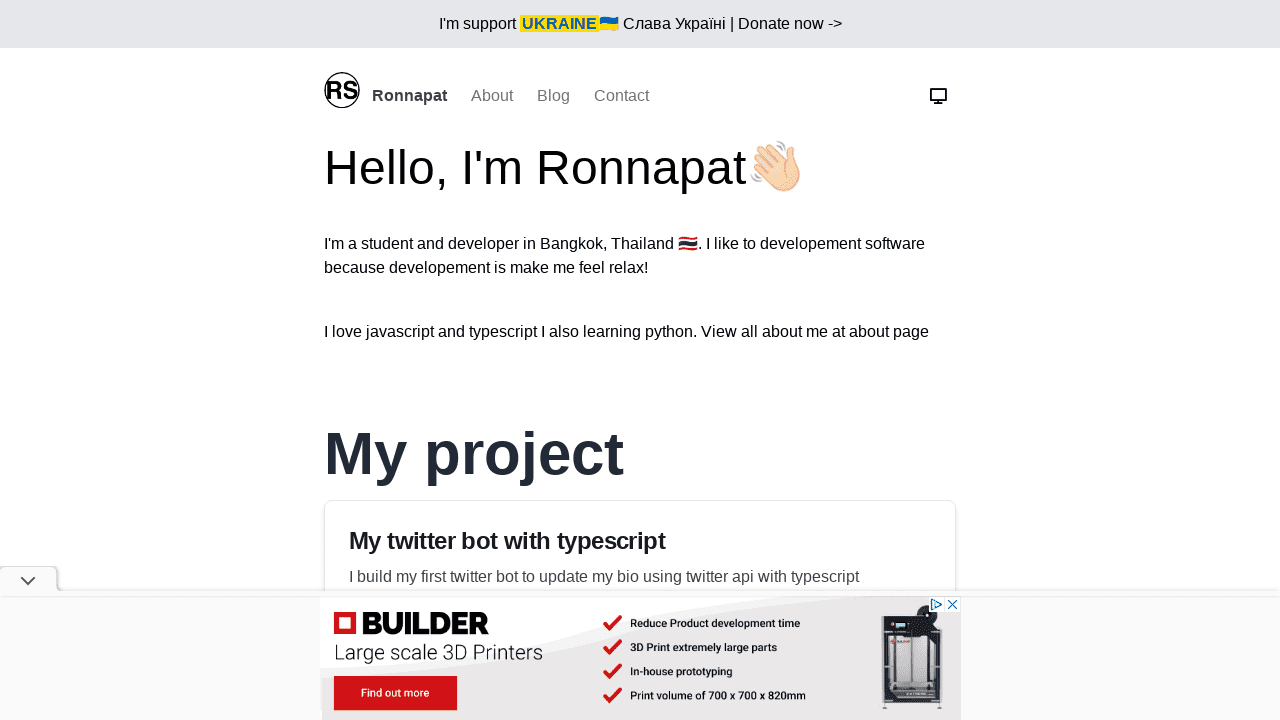 I'm support UKRAINE🇺🇦 Слава Україні | Donate now ->
RS Ronnapat About Blog Contact
Hello, I'm Ronnapat👋🏻
I'm a student and developer in Bangkok, Thailand 🇹🇭. I like to developement software
because developement is make me feel relax!
I love javascript and typescript I also learning python. View all about me at about page
My project
My twitter bot with typescript
I build my first twitter bot to update my bio using twitter api with typescript
BUILDER
Large scale 3D Printers
Find out more
Reduce Product development time
3D Print extremely large parts
In-house prototyping
Print volume of 700 x 700 x 820mm